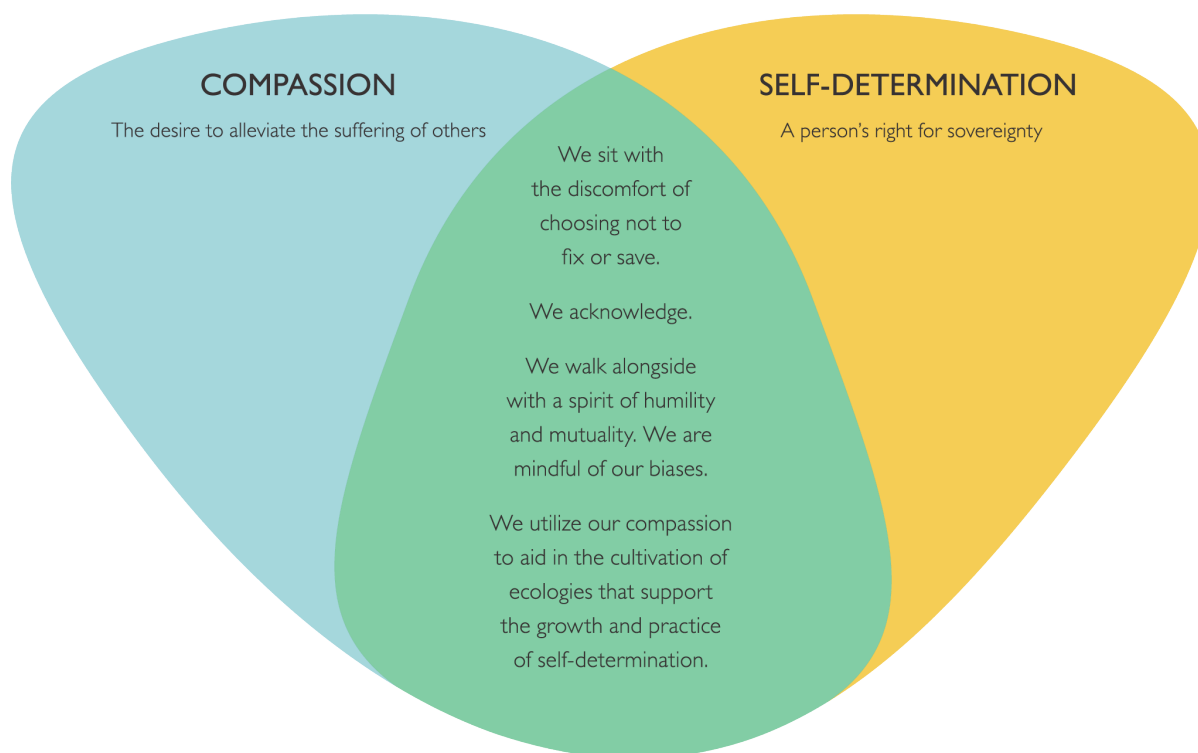 COMPASSION
The desire to alleviate the suffering of others
SELF-DETERMINATION
A person's right for sovereignty
We sit with
the discomfort of
choosing not to
fix or save.
We acknowledge.
We walk alongside
with a spirit of humility
and mutuality. We are
mindful of our biases.
We utilize our compassion
to aid in the cultivation of
ecologies that support
the growth and practice
of self-determination.